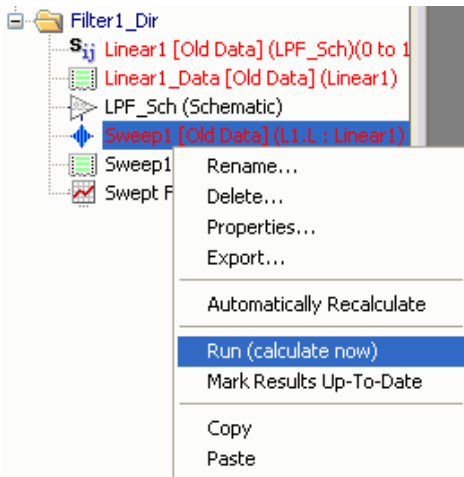 Filter1_Dir
Sij Linear1 [Old Data] (LPF_Sch)(0 to 1
Linear1_Data [Old Data] (Linear1)
LPF_Sch (Schematic)
Sweep1 [Old Data] (L1.L : Linear1)
Sweep1
Swept F
Rename...
Delete...
Properties...
Export...
Automatically Recalculate
Run (calculate now)
Mark Results Up-To-Date
Copy
Paste